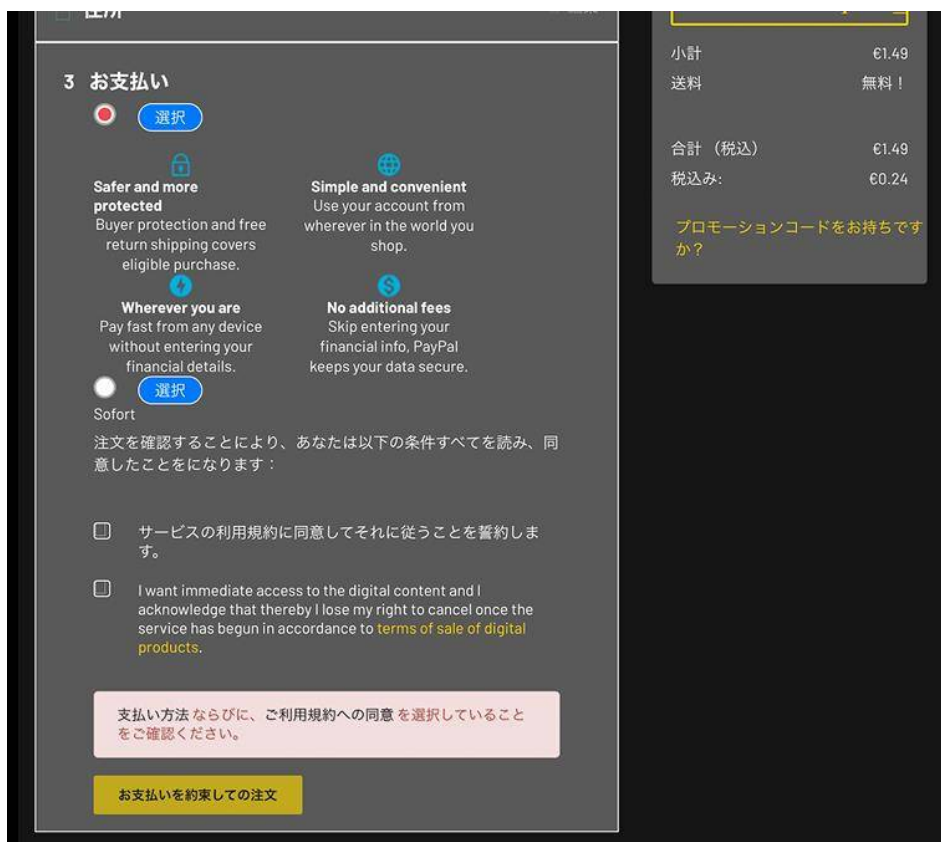 住所
3 お支払い
選択
Safer and more
protected
Buyer protection and free
return shipping covers
eligible purchase.
Simple and convenient
Use your account from
wherever in the world you
shop.
Wherever you are
Pay fast from any device
without entering your
financial details.
No additional fees
Skip entering your
financial info, PayPal
keeps your data secure.
選択
Sofort
注文を確認することにより、あなたは以下の条件すべてを読み、同
意したことをになります：
サービスの利用規約に同意してそれに従うことを誓約しま
す。
I want immediate access to the digital content and I
acknowledge that thereby I lose my right to cancel once the
service has begun in accordance to terms of sale of digital
products.
支払い方法 ならびに、ご利用規約への同意 を選択していること
をご確認ください。
お支払いを約束しての注文
小計 €1.49
送料 無料！
合計 （税込） €1.49
税込み: €0.24
プロモーションコードをお持ちです
か？